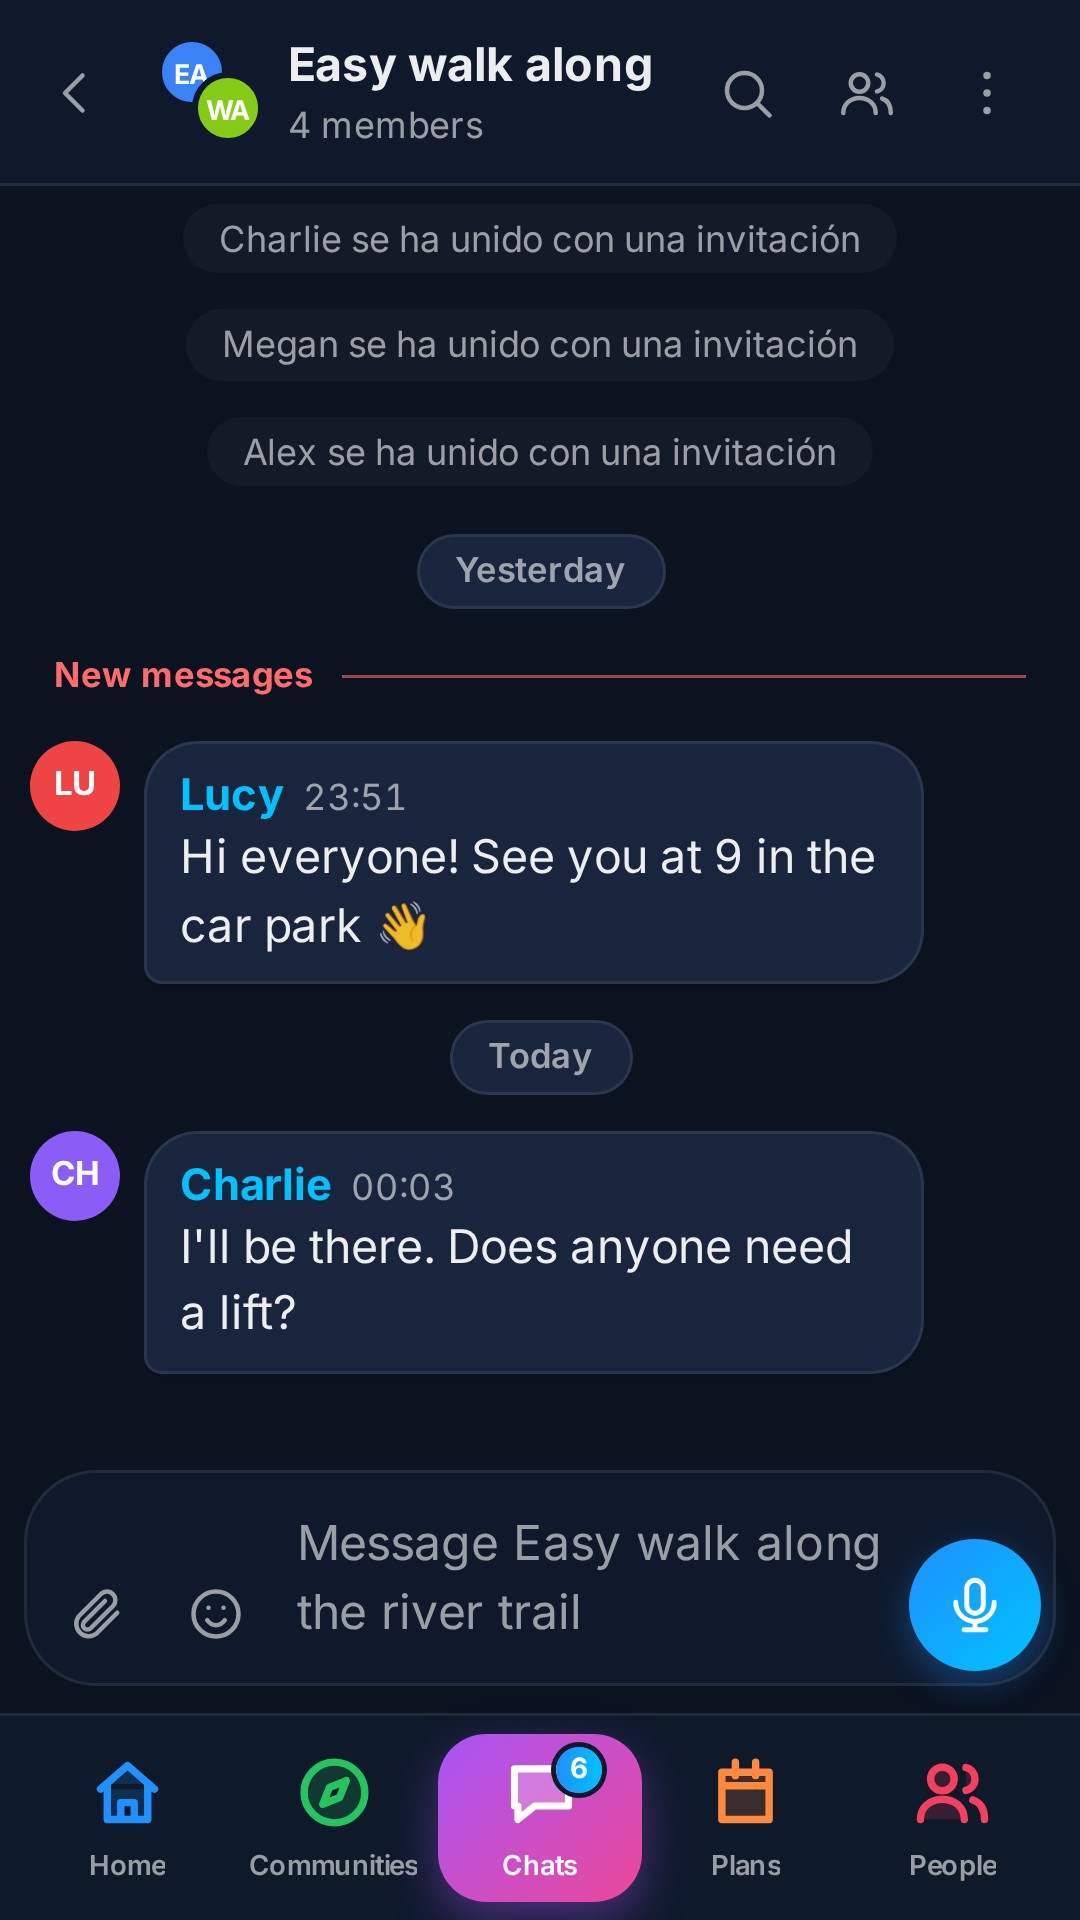 EA
WA
Easy walk along
4 members
Charlie se ha unido con una invitación
Megan se ha unido con una invitación
Alex se ha unido con una invitación
Yesterday
New messages
LU
Lucy 23:51
Hi everyone! See you at 9 in the
car park 👋
Today
CH
Charlie 00:03
I'll be there. Does anyone need
a lift?
Message Easy walk along
the river trail
6
Home
Communities
Chats
Plans
People